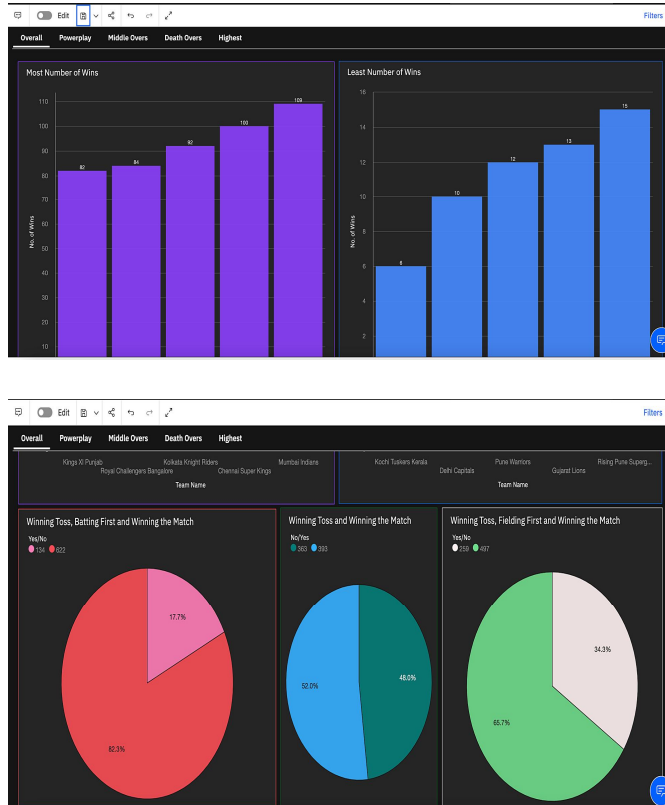 Edit
Filters
Overall Powerplay Middle Overs Death Overs Highest
Most Number of Wins
110
100
90
80
70
60
50
40
30
20
10
No. of Wins
82
84
92
100
109
Least Number of Wins
16
14
12
10
8
6
4
2
No. of Wins
6
10
12
13
15
Edit
Filters
Overall Powerplay Middle Overs Death Overs Highest
Kings XI Punjab Kolkata Knight Riders Mumbai Indians
Royal Challengers Bangalore Chennai Super Kings
Team Name
Kochi Tuskers Kerala Pune Warriors Rising Pune Superg...
Delhi Capitals Gujarat Lions
Team Name
Winning Toss, Batting First and Winning the Match
Yes/No
134 622
17.7%
82.3%
Winning Toss and Winning the Match
No/Yes
363 393
52.0%
48.0%
Winning Toss, Fielding First and Winning the Match
Yes/No
259 497
34.3%
65.7%